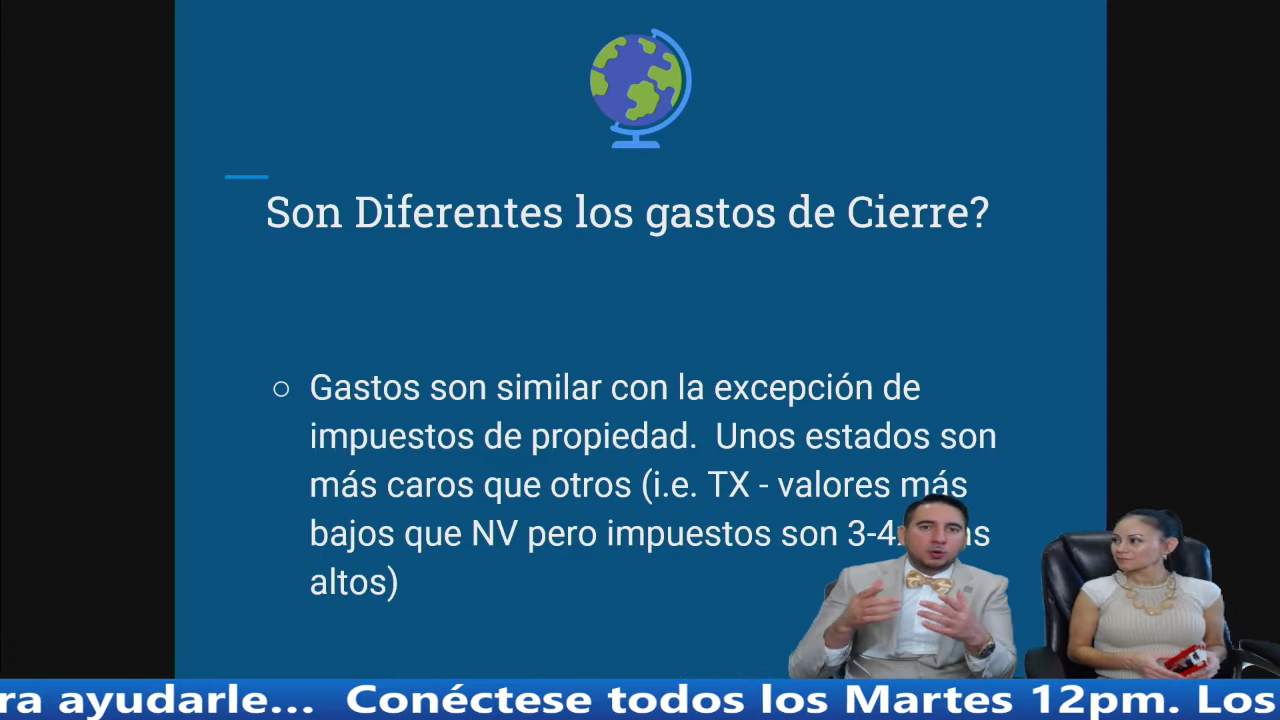 Son Diferentes los gastos de Cierre?
Gastos son similar con la excepción de
impuestos de propiedad.  Unos estados son
más caros que otros (i.e. TX - valores más
bajos que NV pero impuestos son 3-4
altos)
ra ayudarle...   Conéctese todos los Martes 12pm. Los